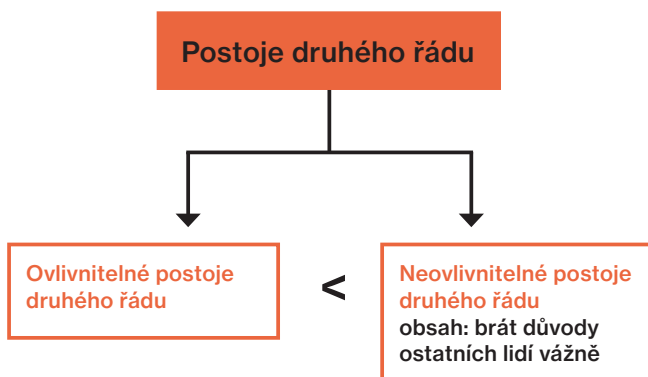 Postoje druhého řádu
Ovlivnitelné postoje
druhého řádu
<
Neovlivnitelné postoje
druhého řádu
obsah: brát důvody
ostatních lidí vážně